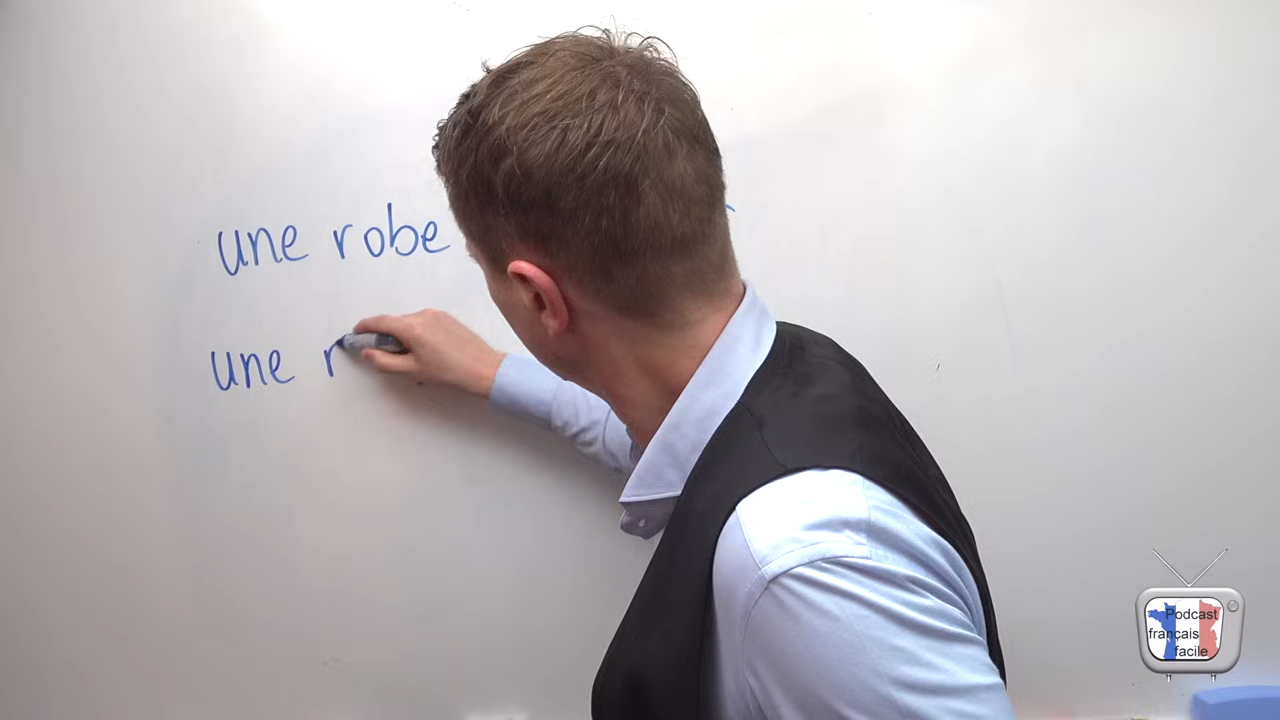 une robe
une r
Podcast
français
facile